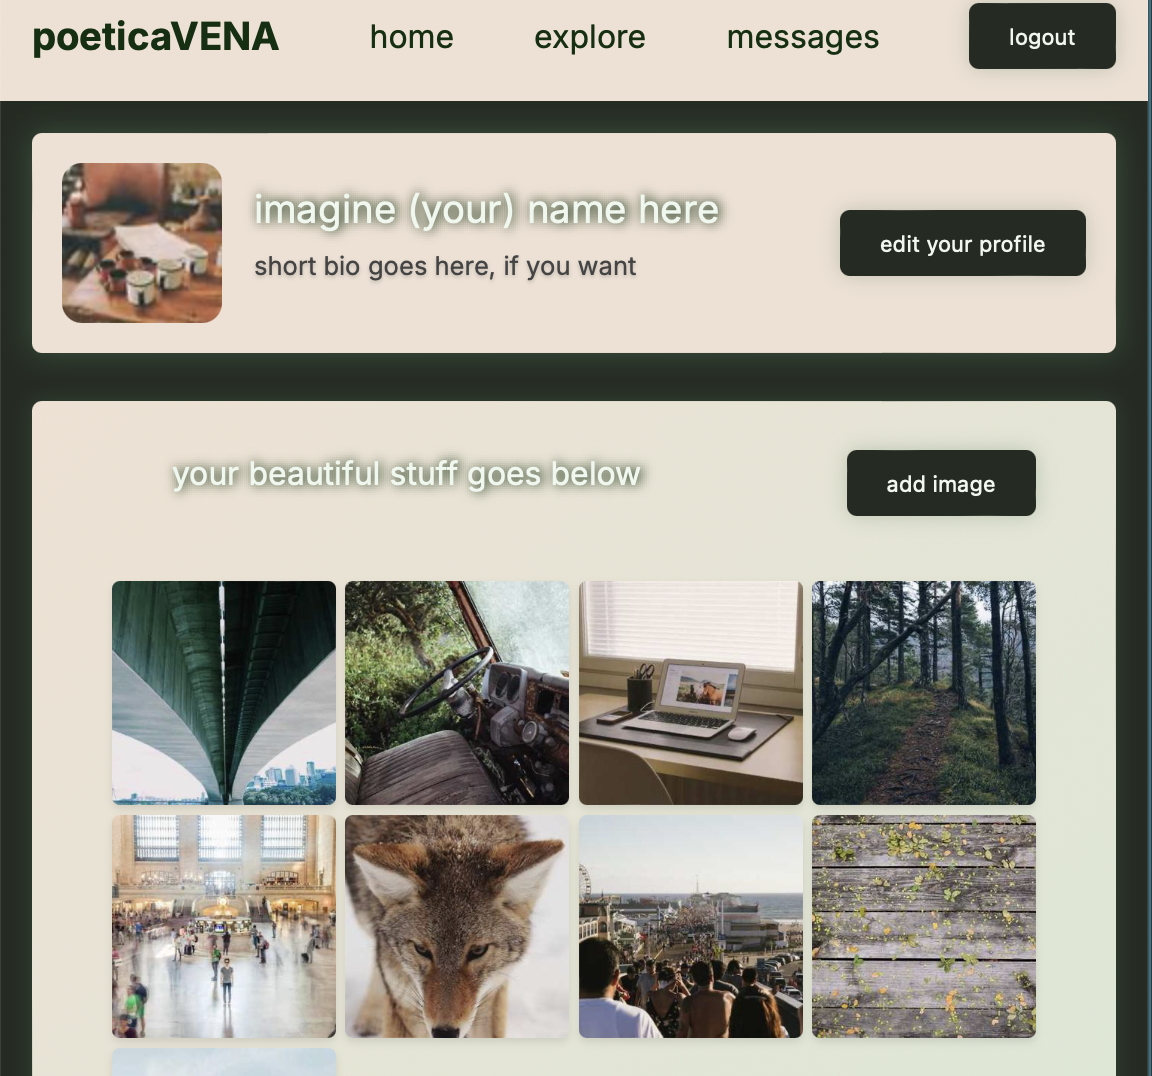 poeticaVENA
home
explore
messages
logout
imagine (your) name here
short bio goes here, if you want
edit your profile
your beautiful stuff goes below
add image